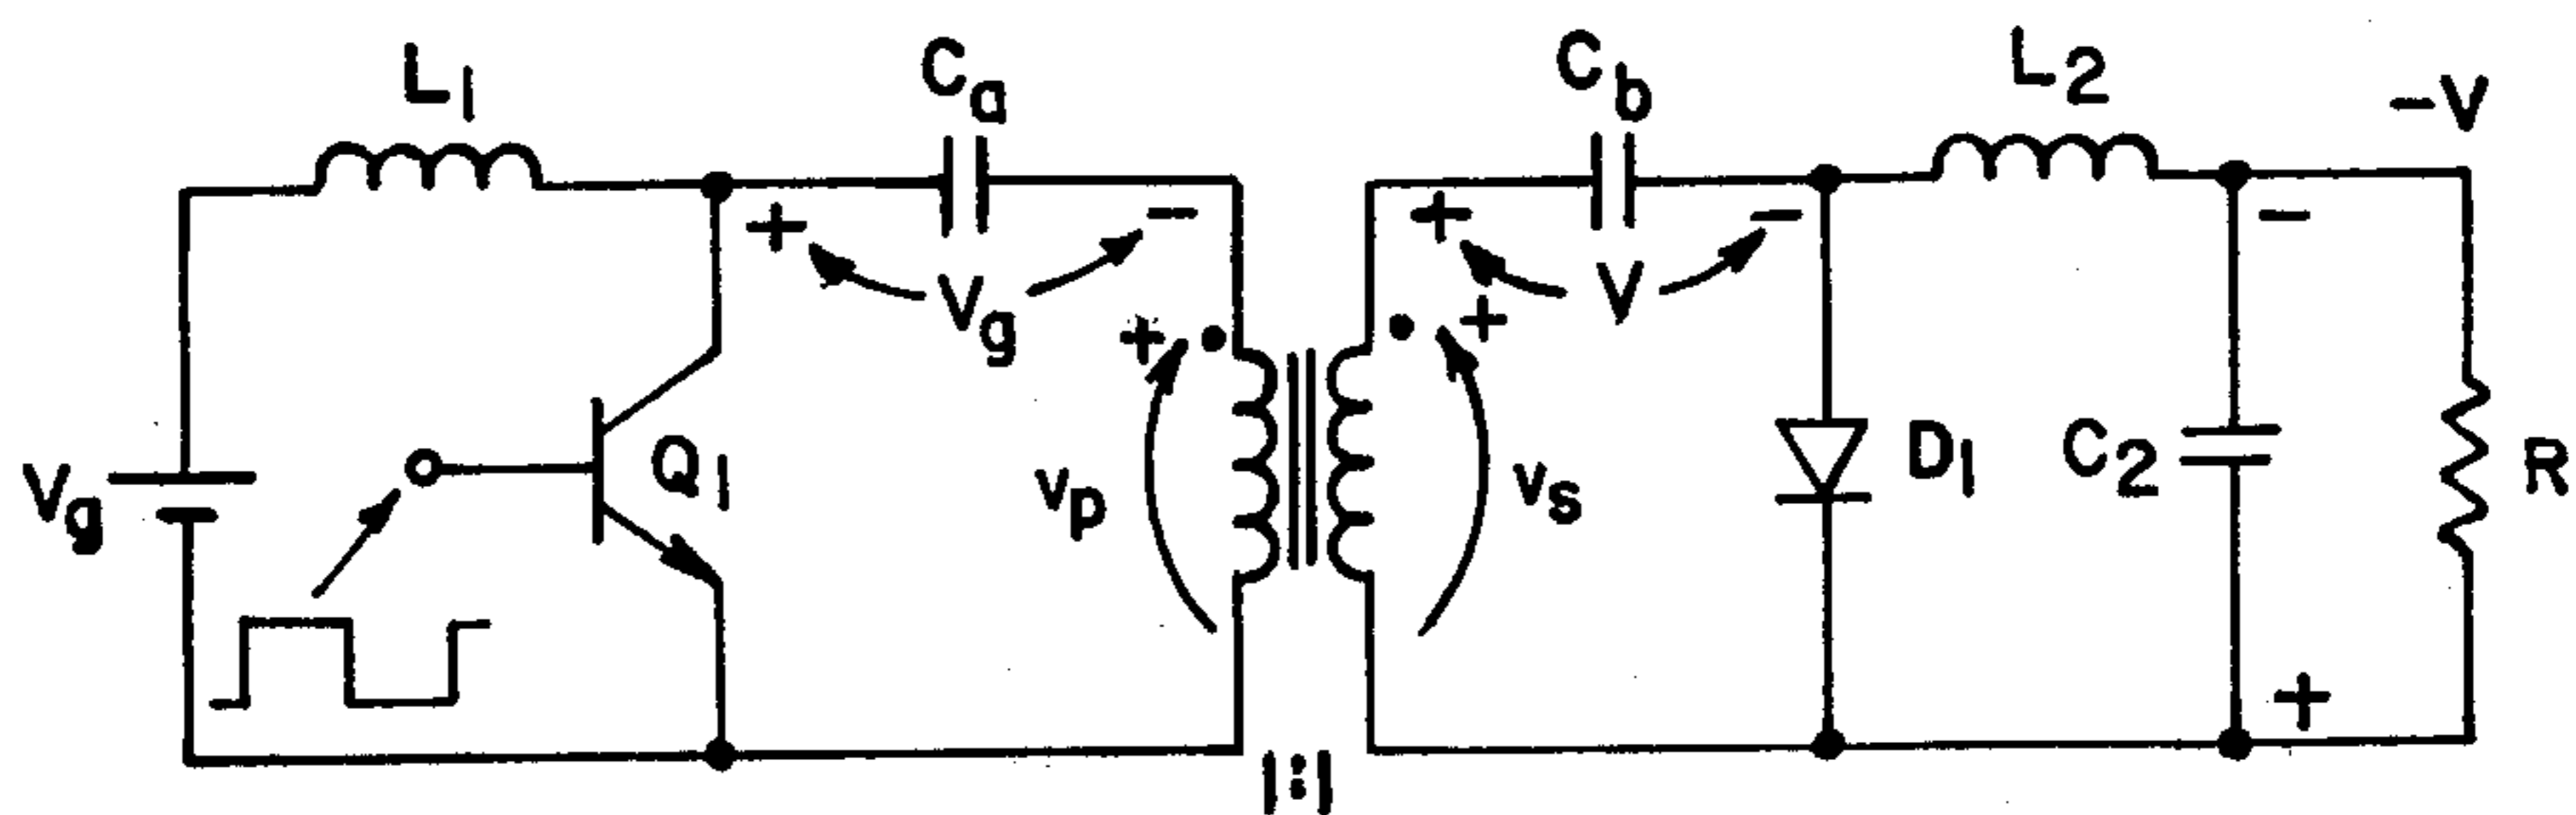 L1
Ca
Cb
L2
-V
+
-
+
-
-
Vg
V
+
+
Vg
Q1
vp
vs
D1
C2
R
+
1:1